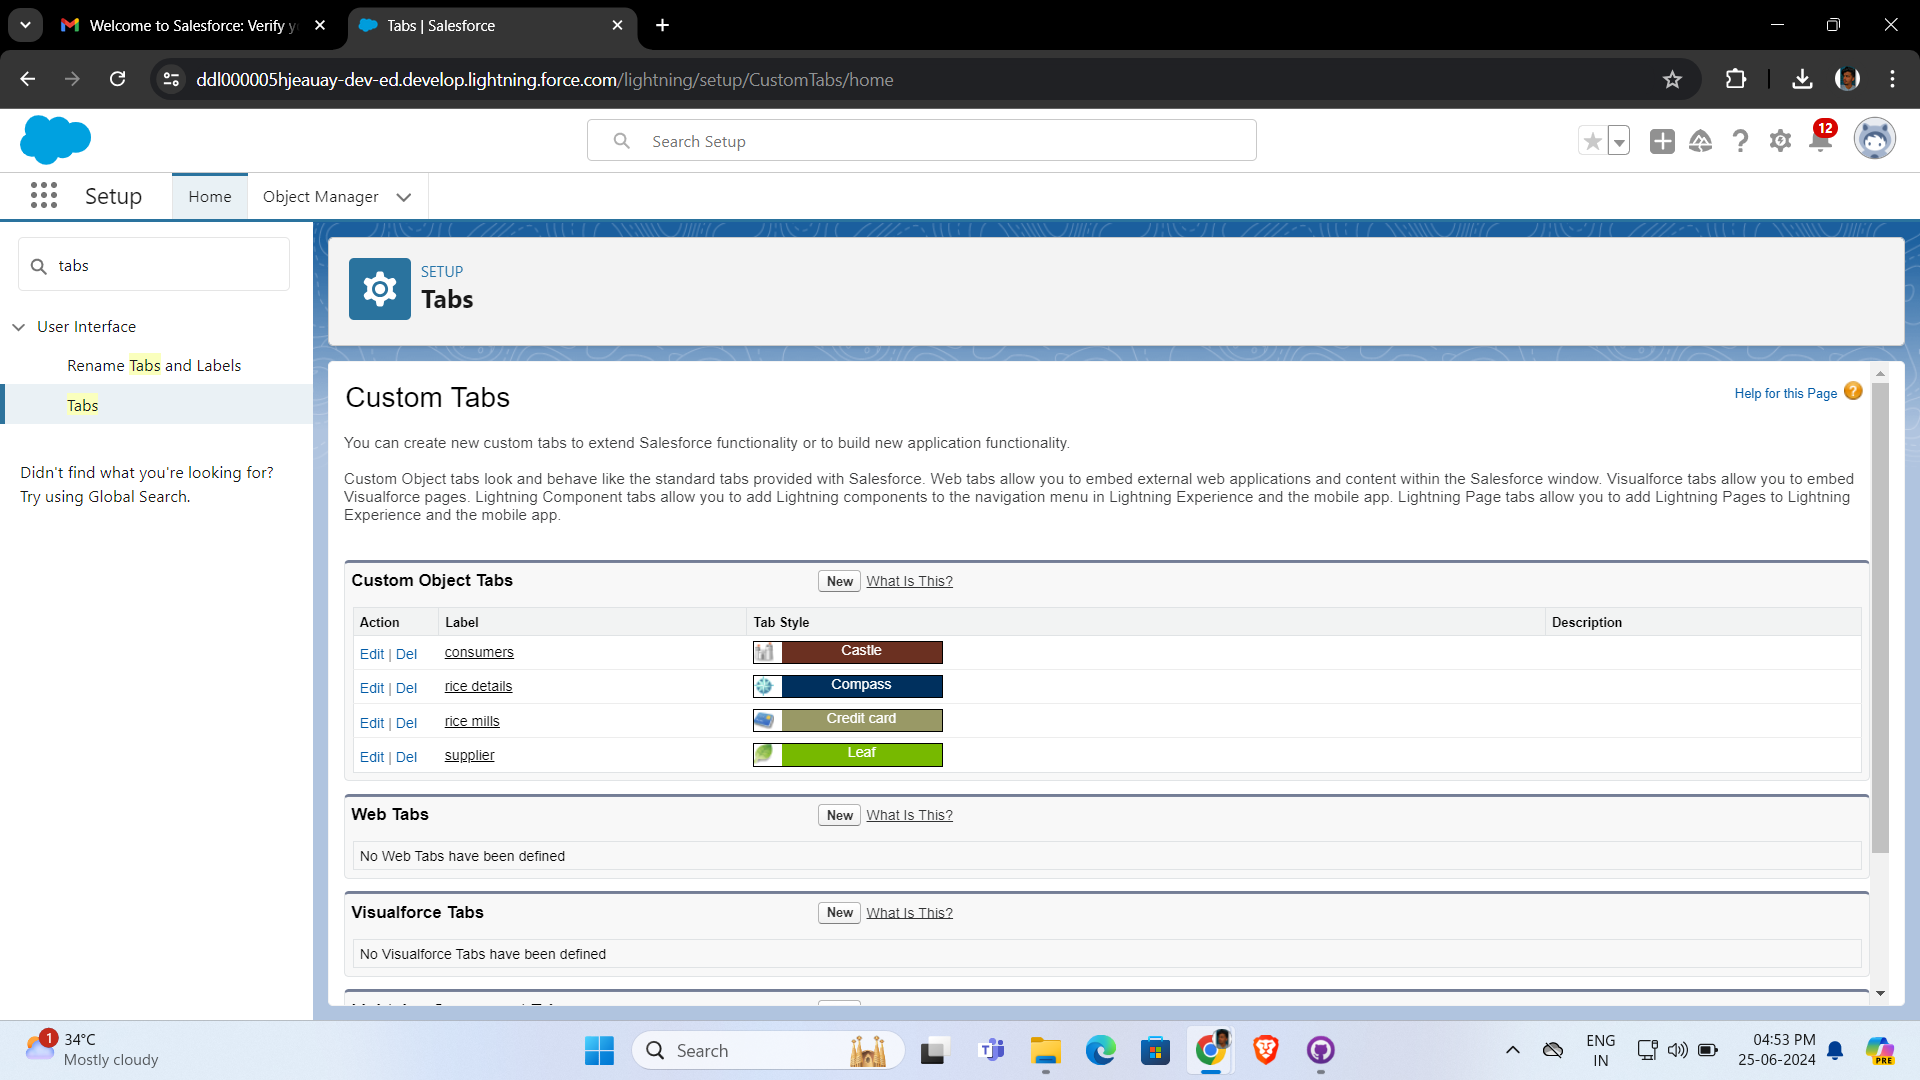 Welcome to Salesforce: Verify y
Tabs | Salesforce
ddl000005hjeauay-dev-ed.develop.lightning.force.com/lightning/setup/CustomTabs/home
Search Setup
12
Setup
Home
Object Manager
tabs
User Interface
Rename Tabs and Labels
Tabs
Didn't find what you're looking for?
Try using Global Search.
SETUP
Tabs
Custom Tabs
Help for this Page
You can create new custom tabs to extend Salesforce functionality or to build new application functionality.
Custom Object tabs look and behave like the standard tabs provided with Salesforce. Web tabs allow you to embed external web applications and content within the Salesforce window. Visualforce tabs allow you to embed
Visualforce pages. Lightning Component tabs allow you to add Lightning components to the navigation menu in Lightning Experience and the mobile app. Lightning Page tabs allow you to add Lightning Pages to Lightning
Experience and the mobile app.
Custom Object Tabs New What Is This?
Action Label Tab Style Description
Edit | Del consumers Castle
Edit | Del rice details Compass
Edit | Del rice mills Credit card
Edit | Del supplier Leaf
Web Tabs New What Is This?
No Web Tabs have been defined
Visualforce Tabs New What Is This?
No Visualforce Tabs have been defined
1
34°C
Mostly cloudy
Search
ENG
IN
04:53 PM
25-06-2024
PRE